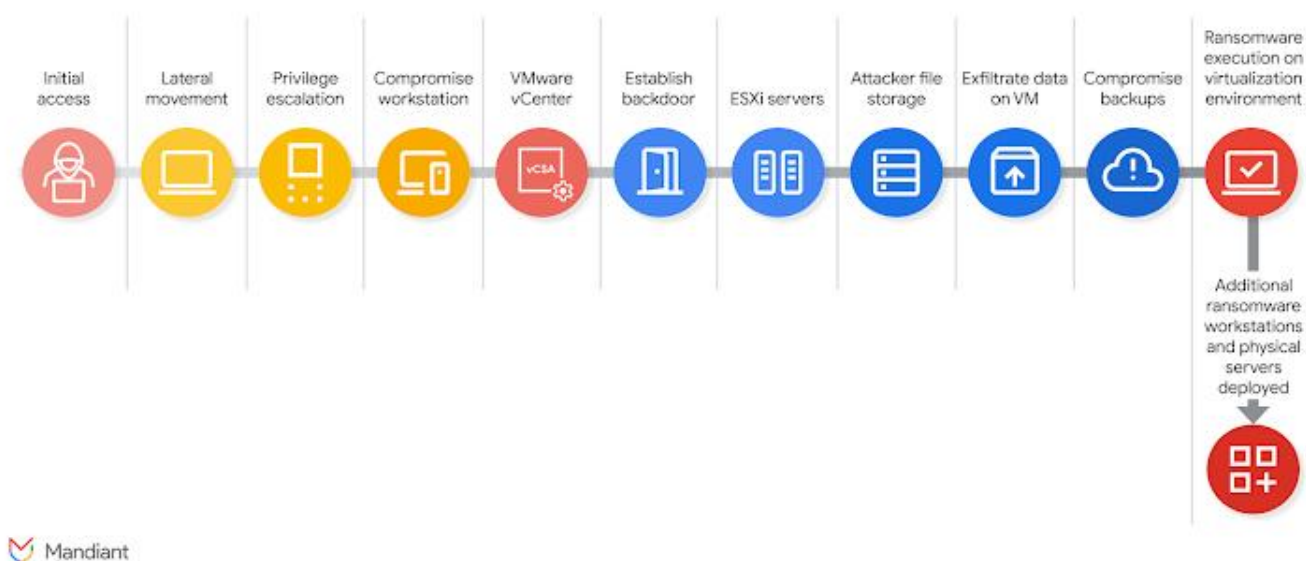 Initial
access
Lateral
movement
Privilege
escalation
Compromise
workstation
VMware
vCenter
vCSA
Establish
backdoor
ESXi servers
Attacker file
storage
Exfiltrate data
on VM
Compromise
backups
Ransomware
execution on
virtualization
environment
Additional
ransomware
workstations
and physical
servers
deployed
Mandiant